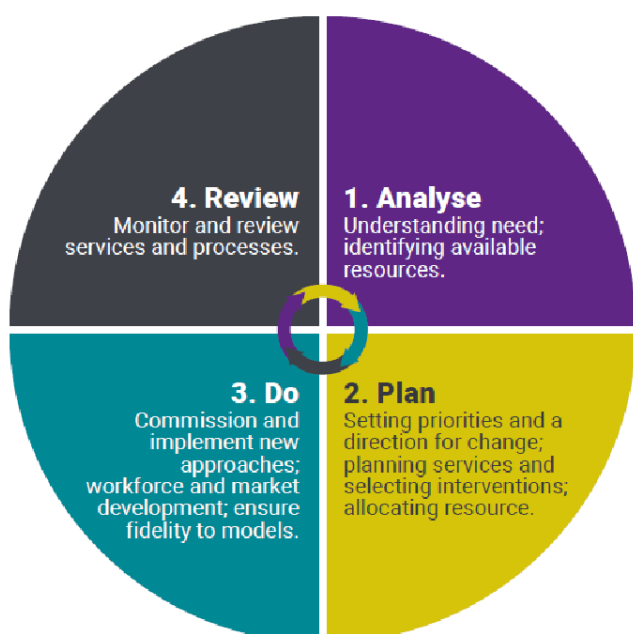 1. Analyse
Understanding need;
identifying available
resources.
2. Plan
Setting priorities and a
direction for change;
planning services and
selecting interventions;
allocating resource.
3. Do
Commission and
implement new
approaches;
workforce and market
development; ensure
fidelity to models.
4. Review
Monitor and review
services and processes.